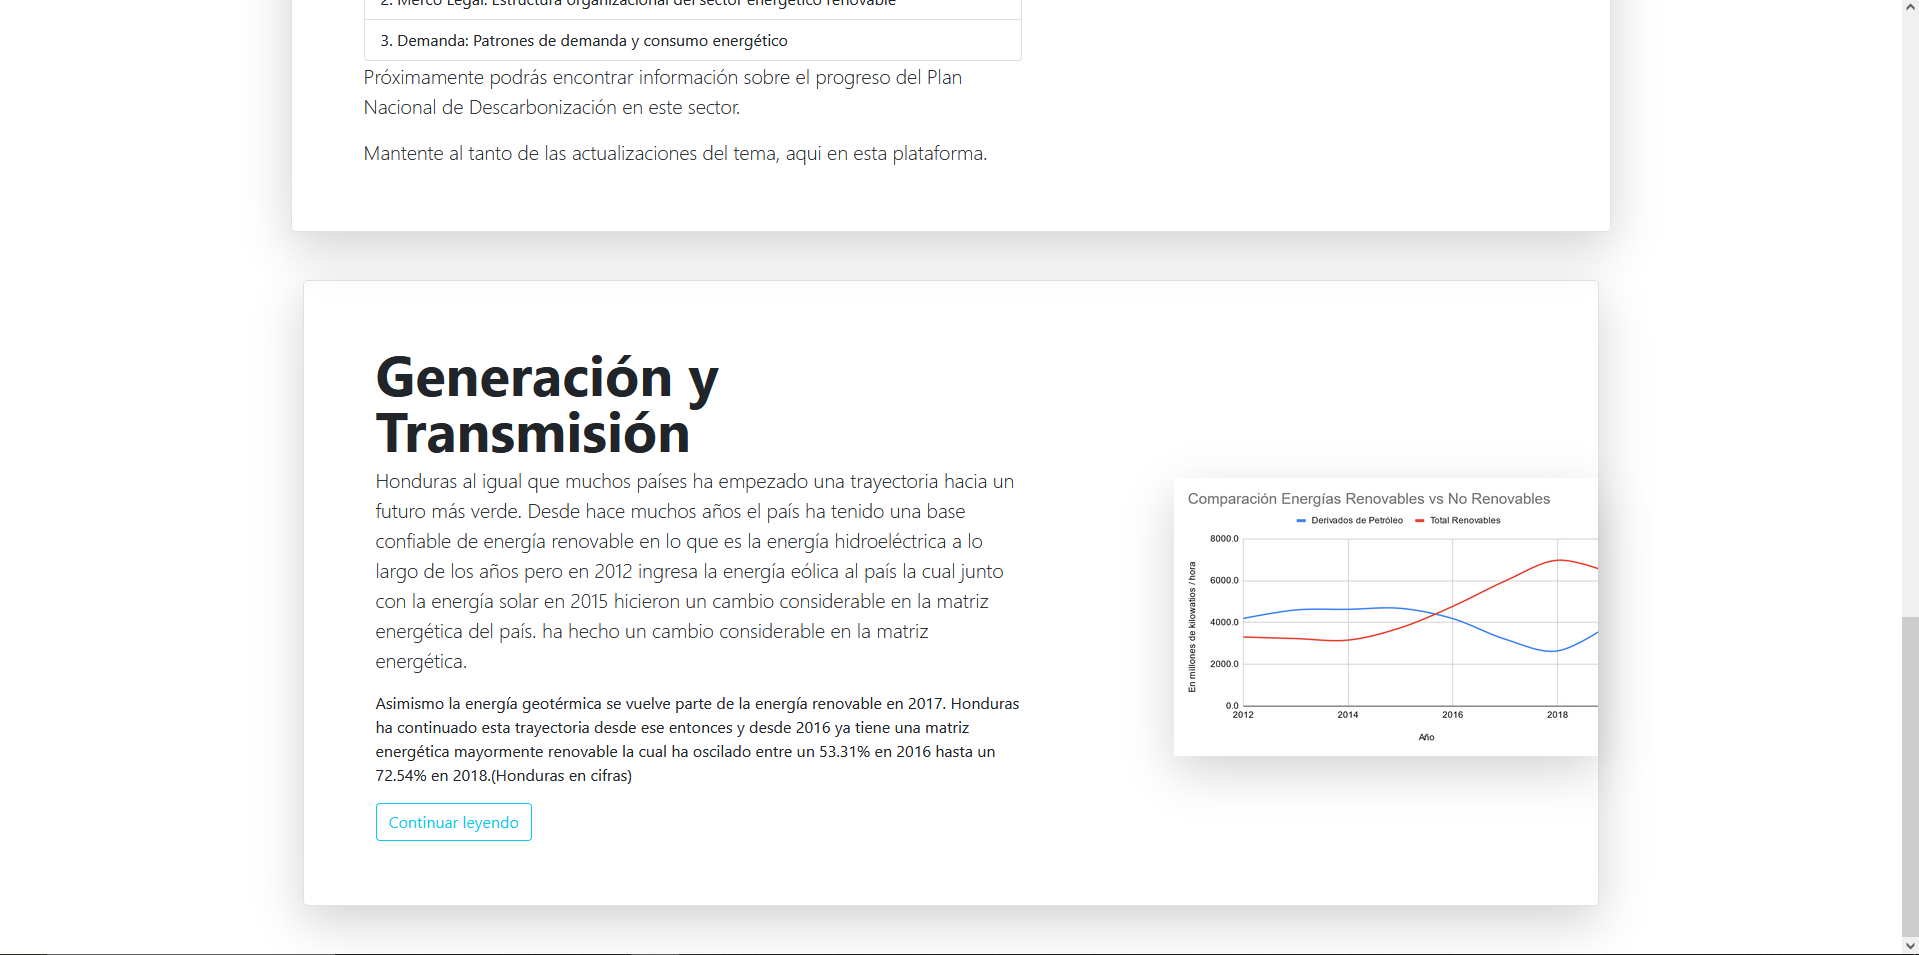 2. Merco Legal: Estructura organizacional del sector energético renovable
3. Demanda: Patrones de demanda y consumo energético
Próximamente podrás encontrar información sobre el progreso del Plan
Nacional de Descarbonización en este sector.
Mantente al tanto de las actualizaciones del tema, aqui en esta plataforma.
Generación y
Transmisión
Honduras al igual que muchos países ha empezado una trayectoria hacia un
futuro más verde. Desde hace muchos años el país ha tenido una base
confiable de energía renovable en lo que es la energía hidroeléctrica a lo
largo de los años pero en 2012 ingresa la energía eólica al país la cual junto
con la energía solar en 2015 hicieron un cambio considerable en la matriz
energética del país. ha hecho un cambio considerable en la matriz
energética.
Asimismo la energía geotérmica se vuelve parte de la energía renovable en 2017. Honduras
ha continuado esta trayectoria desde ese entonces y desde 2016 ya tiene una matriz
energética mayormente renovable la cual ha oscilado entre un 53.31% en 2016 hasta un
72.54% en 2018.(Honduras en cifras)
Continuar leyendo
Comparación Energías Renovables vs No Renovables
Derivados de Petróleo Total Renovables
En millones de kilowatios / hora
8000.0
6000.0
4000.0
2000.0
0.0
2012 2014 2016 2018
Año